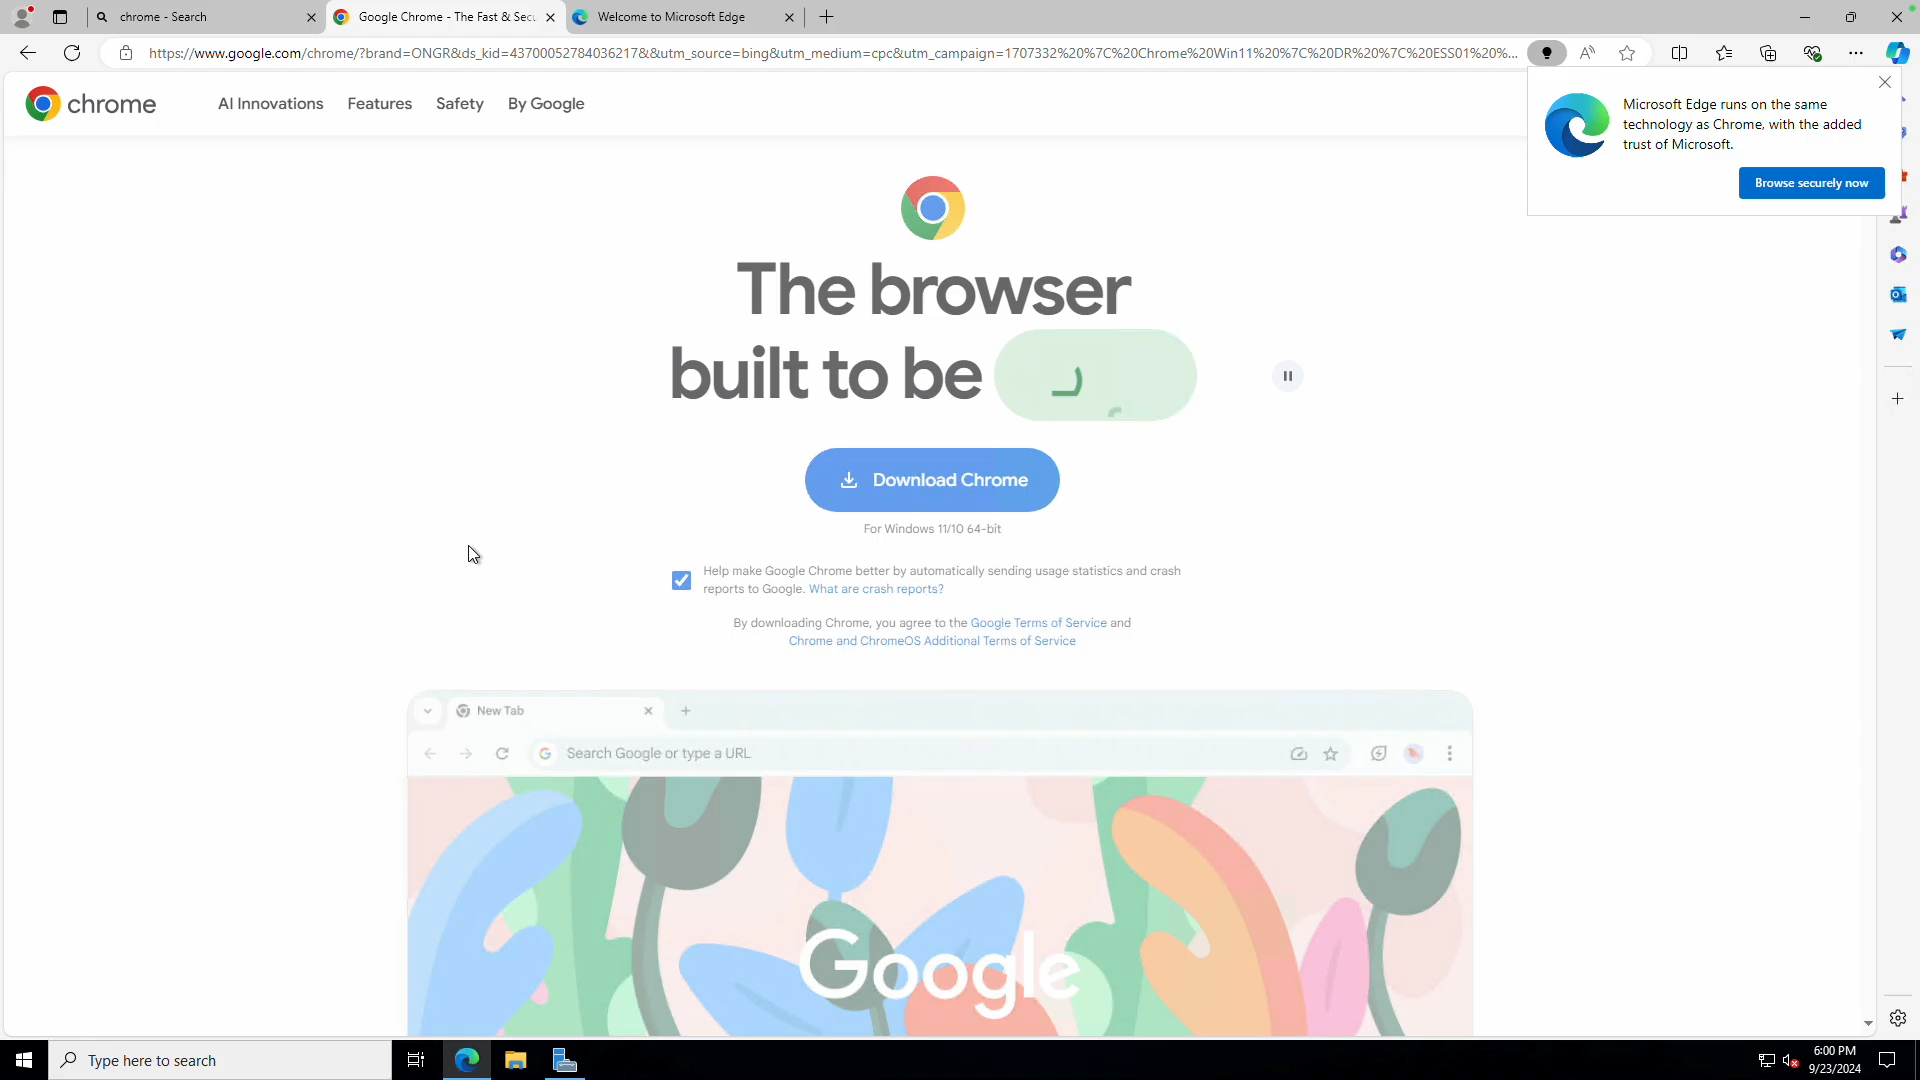 chrome - Search
Google Chrome - The Fast & Secu
Welcome to Microsoft Edge
https://www.google.com/chrome/?brand=ONGR&ds_kid=43700052784036217&&utm_source=bing&utm_medium=cpc&utm_campaign=1707332%20%7C%20Chrome%20Win11%20%7C%20DR%20%7C%20ESS01%20%...
chrome
AI Innovations
Features
Safety
By Google
Microsoft Edge runs on the same
technology as Chrome, with the added
trust of Microsoft.
Browse securely now
The browser
built to be
Download Chrome
For Windows 11/10 64-bit
Help make Google Chrome better by automatically sending usage statistics and crash
reports to Google. What are crash reports?
By downloading Chrome, you agree to the Google Terms of Service and
Chrome and ChromeOS Additional Terms of Service
New Tab
Search Google or type a URL
Google
Type here to search
6:00 PM
9/23/2024